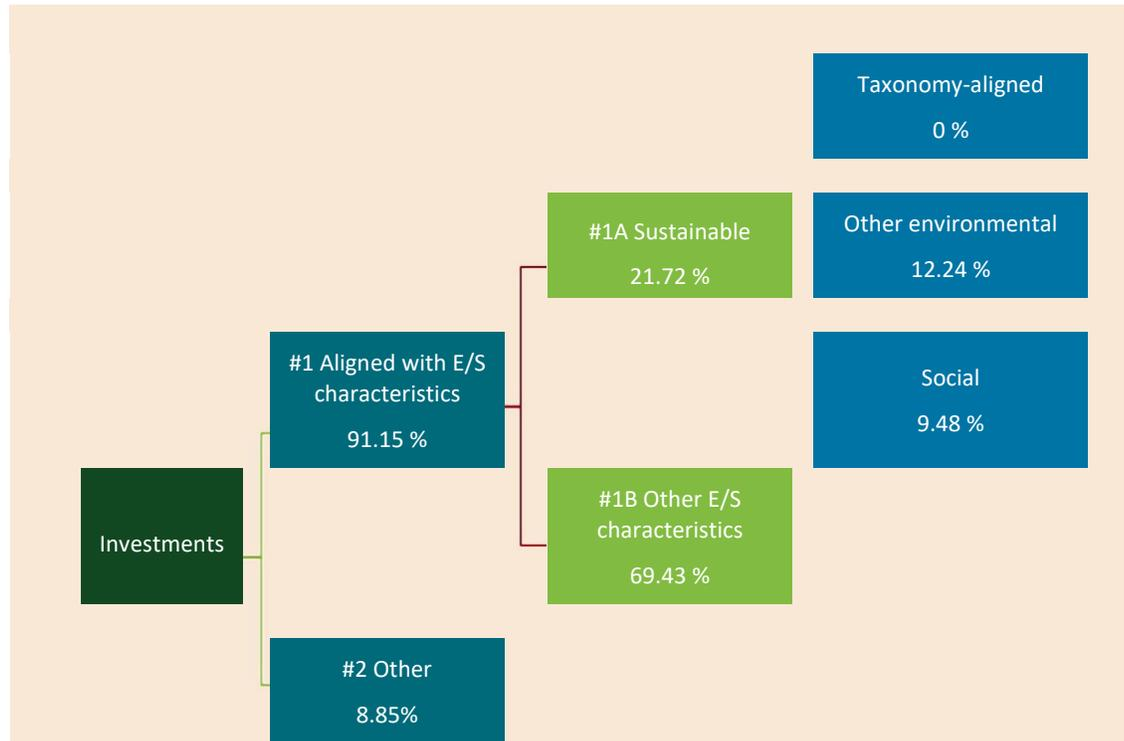 Taxonomy-aligned
0 %
#1A Sustainable
21.72 %
Other environmental
12.24 %
#1 Aligned with E/S
characteristics
91.15 %
Social
9.48 %
Investments
#1B Other E/S
characteristics
69.43 %
#2 Other
8.85%